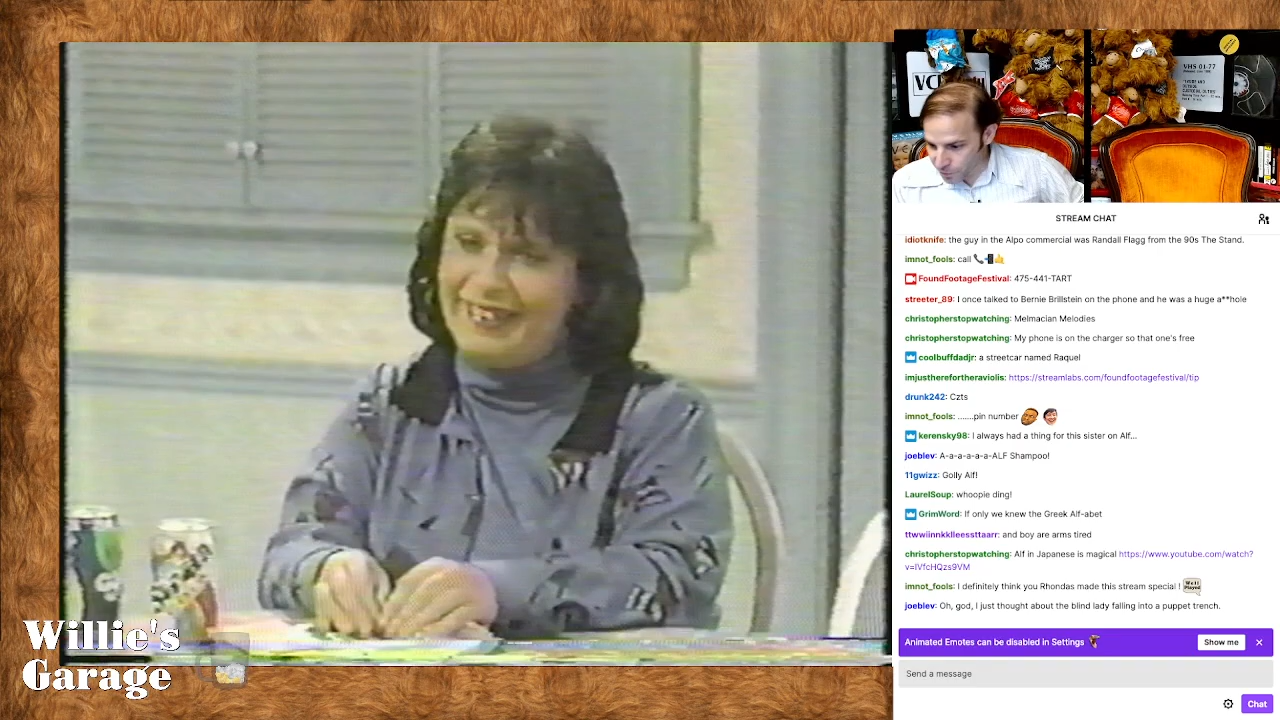 Willie's
Garage
VHS 01-77
STREAM CHAT
idiotknife: the guy in the Alpo commercial was Randall Flagg from the 90s The Stand.
imnot_fools: call
FoundFootageFestival: 475-441-TART
streeter_89: I once talked to Bernie Brillstein on the phone and he was a huge a**hole
christopherstopwatching: Melmacian Melodies
christopherstopwatching: My phone is on the charger so that one's free
coolbuffdadjr: a streetcar named Raquel
imjustherefortheraviolis: https://streamlabs.com/foundfootagefestival/tip
drunk242: Czts
imnot_fools: .......pin number
kerensky98: I always had a thing for this sister on Alf...
joeblev: A-a-a-a-a-a-ALF Shampoo!
11gwizz: Golly Alf!
LaurelSoup: whoopie ding!
GrimWord: If only we knew the Greek Alf-abet
ttwwiinnkklleessttaarr: and boy are arms tired
christopherstopwatching: Alf in Japanese is magical https://www.youtube.com/watch?
v=IVfcHQzs9VM
imnot_fools: I definitely think you Rhondas made this stream special ! Well Played
joeblev: Oh, god, I just thought about the blind lady falling into a puppet trench.
Animated Emotes can be disabled in Settings
Show me
Send a message
Chat